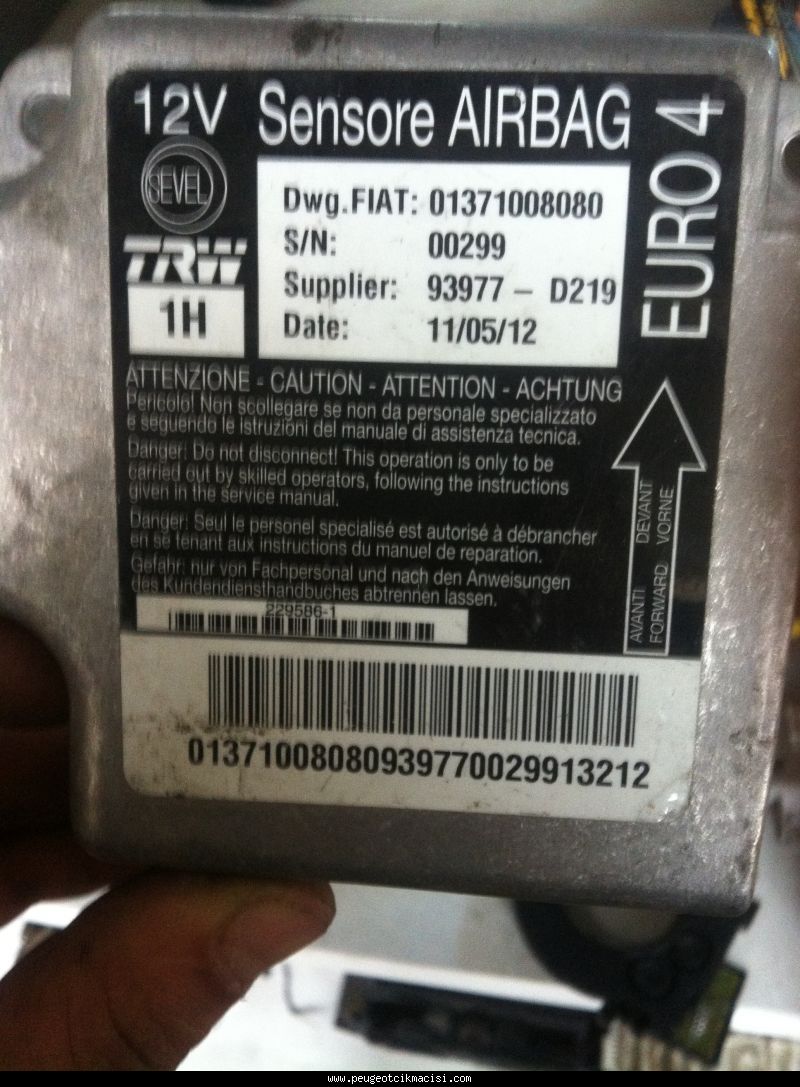 12V Sensore AIRBAG
EURO 4
SEVEL
TRW
1H
Dwg.FIAT: 01371008080
S/N: 00299
Supplier: 93977 - D219
Date: 11/05/12
ATTENZIONE - CAUTION - ATTENTION - ACHTUNG
Pericolo! Non scollegare se non da personale specializzato
e seguendo le istruzioni del manuale di assistenza tecnica.
Danger: Do not disconnect! This operation is only to be
carried out by skilled operators, following the instructions
given in the service manual.
Danger: Seul le personel specialisé est autorisé à débrancher
en se tenant aux instructions du manuel de reparation.
Gefahr: nur von Fachpersonal und nach den Anweisungen
des Kundendiensthandbuches abtrennen lassen.
AVANTI DEVANT
FORWARD VORNE
229586-1
01371008080939770029913212
www.peugeotcikmacisi.com